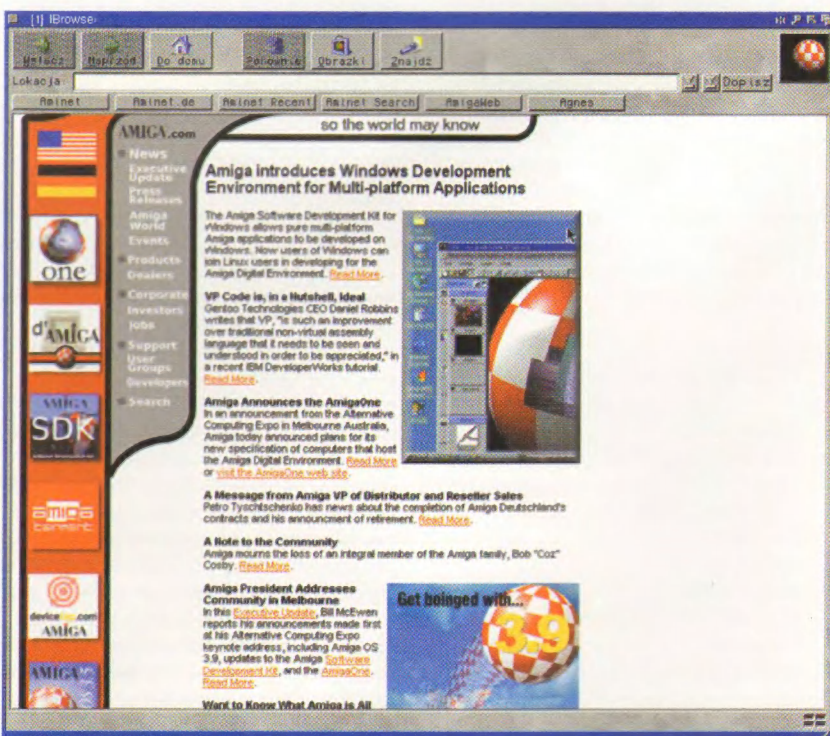 [1] IBrowse
Wstecz Naprzod Do domu Ponownie Obrazki Znajdz
Lokacja: Dopisz
Aminet Aminet.de Aminet Recent Aminet Search AmigaWeb Agnes
AMIGA.com
so the world may know
News
Executive
Update
Press
Releases
Amiga
World
Events
Products
Dealers
Corporate
Investors
Jobs
Support
User
Groups
Developers
Search
one
d'AMIGA
AMIGA
SDK
amiga
AMIGA
AMIGA
Amiga introduces Windows Development
Environment for Multi-platform Applications
The Amiga Software Development Kit for
Windows allows pure multi-platform
Amiga applications to be developed on
Windows. Now users of Windows can
join Linux users in developing for the
Amiga Digital Environment. Read More.
VP Code is, in a Nutshell, Ideal
Gentoo Technologies CEO Daniel Robbins
writes that VP, "is such an improvement
over traditional non-virtual assembly
language that it needs to be seen and
understood in order to be appreciated," in
a recent IBM DeveloperWorks tutorial.
Read More.
Amiga Announces the AmigaOne
In an announcement from the Alternative
Computing Expo in Melbourne Australia,
Amiga today announced plans for its
new specification of computers that host
the Amiga Digital Environment. Read More
or visit the AmigaOne web site.
A Message from Amiga VP of Distributor and Reseller Sales
Petro Tyschtschenko has news about the completion of Amiga Deutschland's
contracts and his announcment of retirement. Read More.
A Note to the Community
Amiga mourns the loss of an integral member of the Amiga family, Bob "Coz"
Cosby. Read More.
Amiga President Addresses
Community in Melbourne
In this Executive Update, Bill McEwen
reports his announcements made first
at his Alternative Computing Expo
keynote address, including Amiga OS
3.9, updates to the Amiga Software
Development Kit, and the AmigaOne.
Read More.
Get boinged with...
3.9
Want to Know What Amiga is All